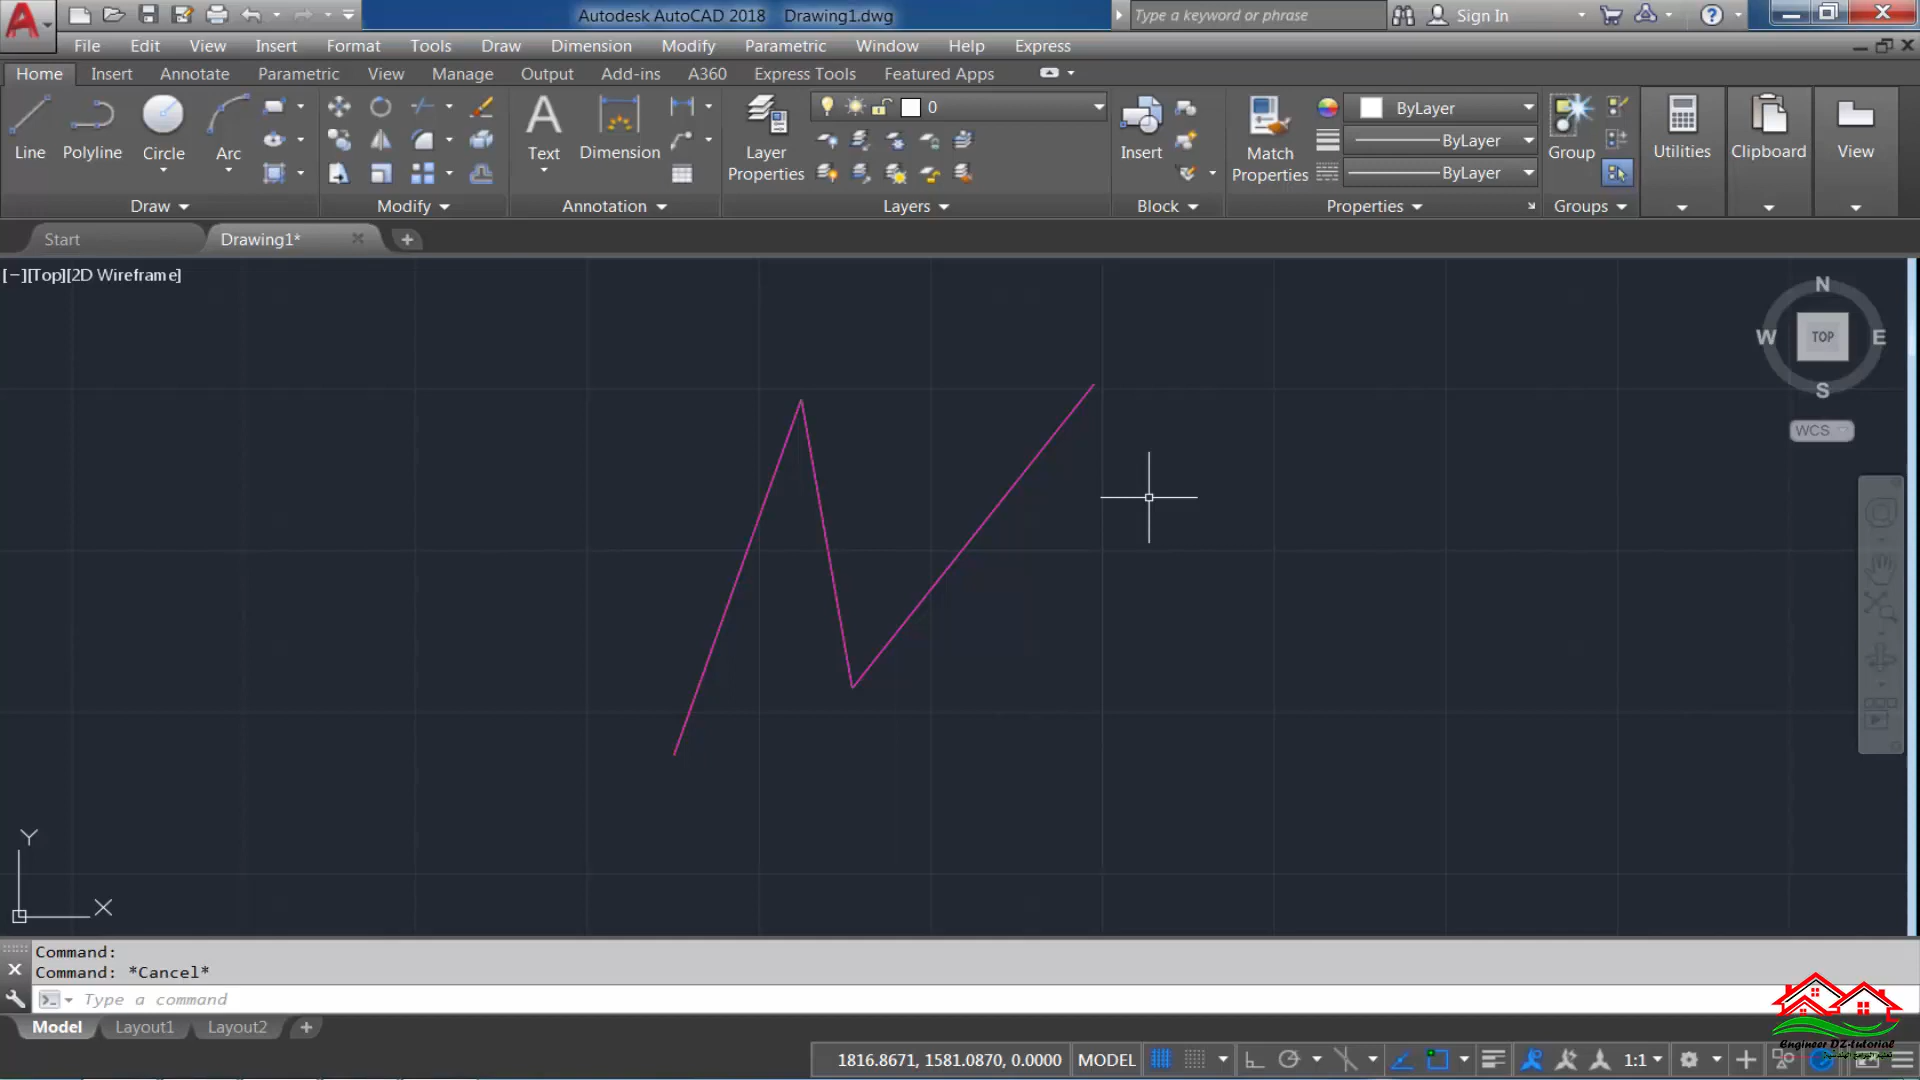 Autodesk AutoCAD 2018 Drawing1.dwg
Type a keyword or phrase
Sign In
File Edit View Insert Format Tools Draw Dimension Modify Parametric Window Help Express
Home Insert Annotate Parametric View Manage Output Add-ins A360 Express Tools Featured Apps
0
ByLayer
Line Polyline Circle Arc
Text Dimension
Layer Properties
Insert
Match Properties
ByLayer
ByLayer
Group
Utilities
Clipboard
View
Draw Modify Annotation Layers Block Properties Groups
Start Drawing1*
[−][Top][2D Wireframe]
N
W TOP E
S
WCS
Y
X
Command:
Command: *Cancel*
Type a command
Model Layout1 Layout2
1816.8671, 1581.0870, 0.0000 MODEL 1:1
Engineer DZ-tutorial